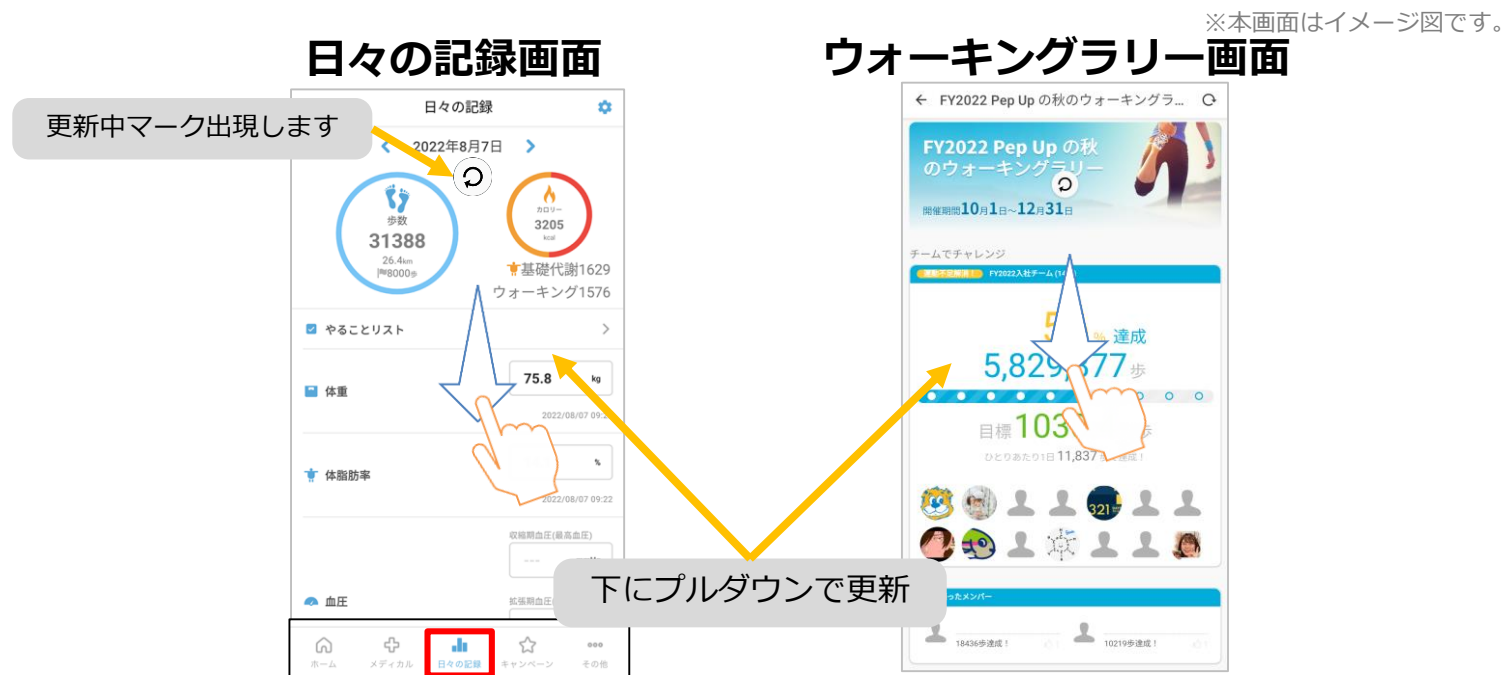 ※本画面はイメージ図です。
日々の記録画面
ウォーキングラリー画面
更新中マーク出現します
日々の記録
2022年8月7日
歩数
31388
26.4km
8000歩
カロリー
3205
kcal
基礎代謝1629
ウォーキング1576
やることリスト
体重
75.8 kg
2022/08/07 09:2
体脂肪率
%
2022/08/07 09:22
収縮期血圧(最高血圧)
---
血圧
拡張期血圧
ホーム
メディカル
日々の記録
キャンペーン
その他
下にプルダウンで更新
FY2022 Pep Up の秋のウォーキングラ...
FY2022 Pep Up の秋
のウォーキングラリー
開催期間10月1日~12月31日
チームでチャレンジ
運動不足解消! FY2022入社チーム
5 % 達成
5,829, 77 歩
目標 103 歩
ひとりあたり1日 11,837 達成!
321
ったメンバー
18436歩達成!
10219歩達成!